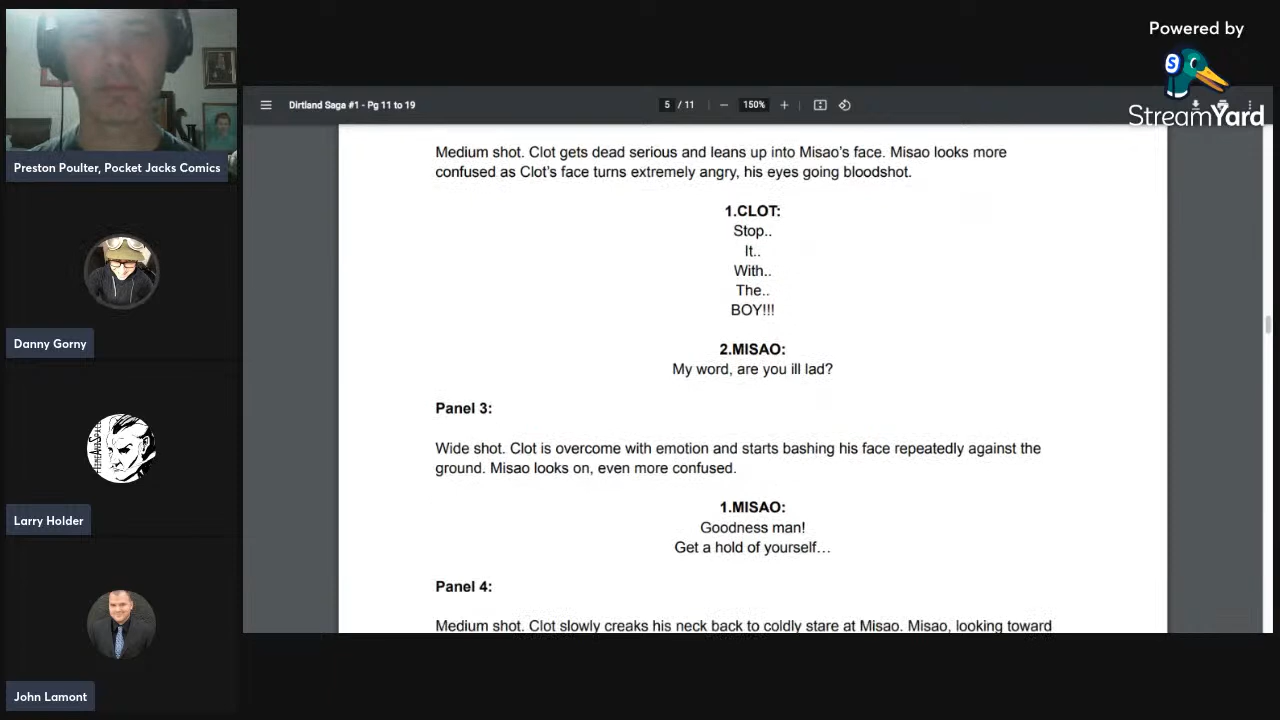 Powered by
StreamYard
Dirtland Saga #1 - Pg 11 to 19
5 / 11
150%
Preston Poulter, Pocket Jacks Comics
Danny Gorny
Larry Holder
John Lamont
Medium shot. Clot gets dead serious and leans up into Misao's face. Misao looks more
confused as Clot's face turns extremely angry, his eyes going bloodshot.
1.CLOT:
Stop..
It..
With..
The..
BOY!!!
2.MISAO:
My word, are you ill lad?
Panel 3:
Wide shot. Clot is overcome with emotion and starts bashing his face repeatedly against the
ground. Misao looks on, even more confused.
1.MISAO:
Goodness man!
Get a hold of yourself…
Panel 4:
Medium shot. Clot slowly creaks his neck back to coldly stare at Misao. Misao, looking toward